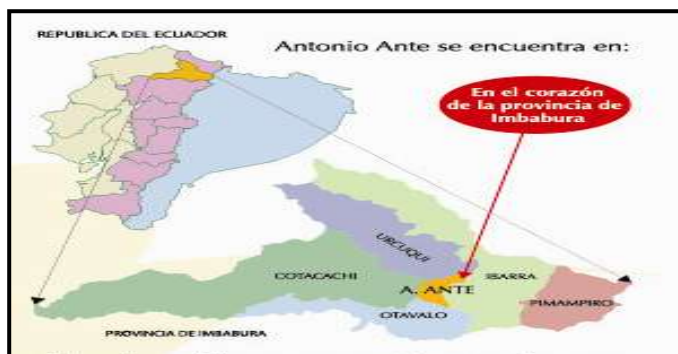 REPUBLICA DEL ECUADOR
Antonio Ante se encuentra en:
En el corazón
de la provincia de
Imbabura
URCUQUI
COTACACHI
IBARRA
A. ANTE
PIMAMPIRO
OTAVALO
PROVINCIA DE IMBABURA